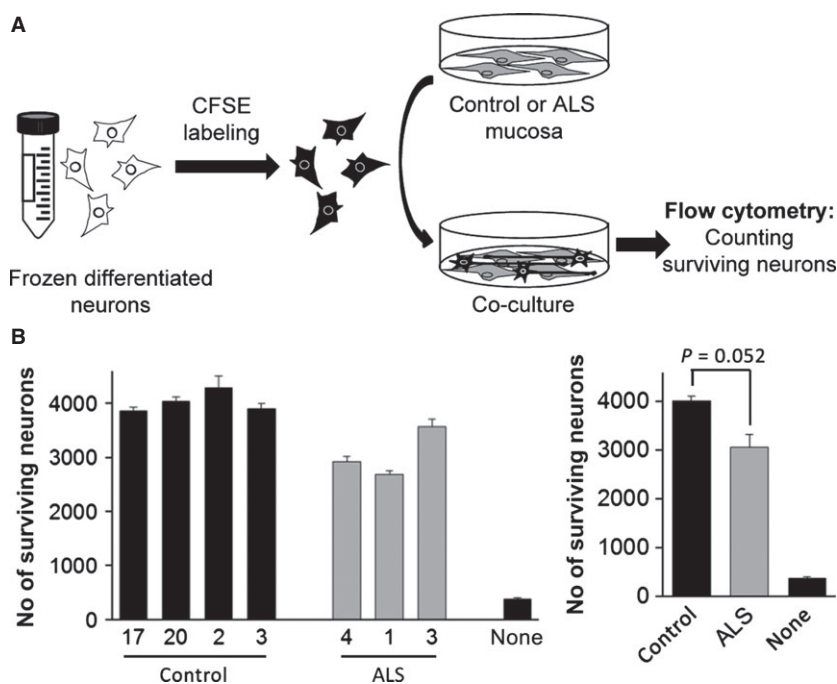 A
CFSE
labeling
Frozen differentiated
neurons
Control or ALS
mucosa
Co-culture
Flow cytometry:
Counting
surviving neurons
B
No of surviving neurons
4000
3000
2000
1000
0
17 20 2 3 4 1 3 None
Control ALS
P = 0.052
No of surviving neurons
4000
3000
2000
1000
0
Control ALS None